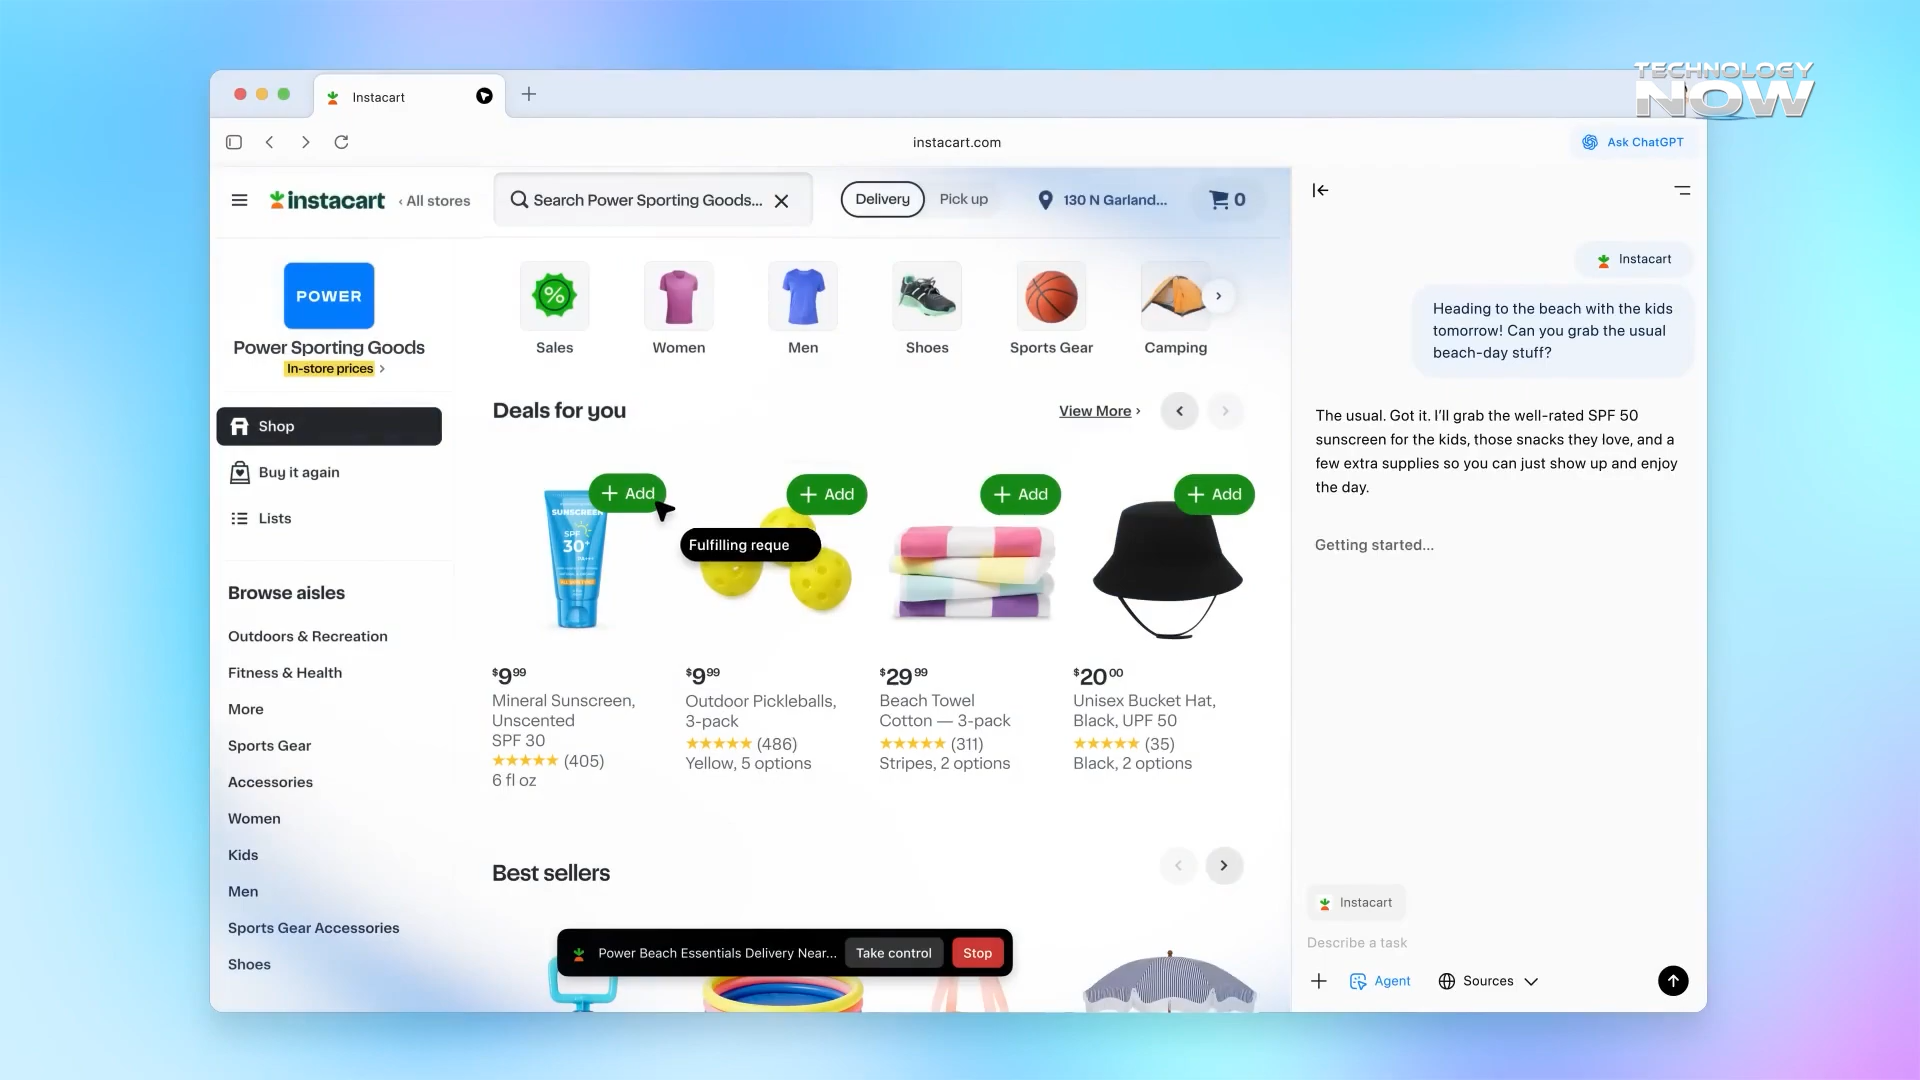 TECHNOLOGY
NOW
Instacart
instacart.com
Ask ChatGPT
instacart
All stores
Search Power Sporting Goods...
Delivery
Pick up
130 N Garland...
0
POWER
Power Sporting Goods
In-store prices
Shop
Buy it again
Lists
Browse aisles
Outdoors & Recreation
Fitness & Health
More
Sports Gear
Accessories
Women
Kids
Men
Sports Gear Accessories
Shoes
%
Sales
Women
Men
Shoes
Sports Gear
Camping
Deals for you
View More
+ Add
+ Add
+ Add
+ Add
SUNSCREEN
SPF
30+
Fulfilling reque
$9.99
Mineral Sunscreen,
Unscented
SPF 30
★★★★★ (405)
6 fl oz
$9.99
Outdoor Pickleballs,
3-pack
★★★★★ (486)
Yellow, 5 options
$29.99
Beach Towel
Cotton — 3-pack
★★★★★ (311)
Stripes, 2 options
$20.00
Unisex Bucket Hat,
Black, UPF 50
★★★★★ (35)
Black, 2 options
Best sellers
Power Beach Essentials Delivery Near...
Take control
Stop
Instacart
Heading to the beach with the kids
tomorrow! Can you grab the usual
beach-day stuff?
The usual. Got it. I'll grab the well-rated SPF 50
sunscreen for the kids, those snacks they love, and a
few extra supplies so you can just show up and enjoy
the day.
Getting started...
Instacart
Describe a task
Agent
Sources